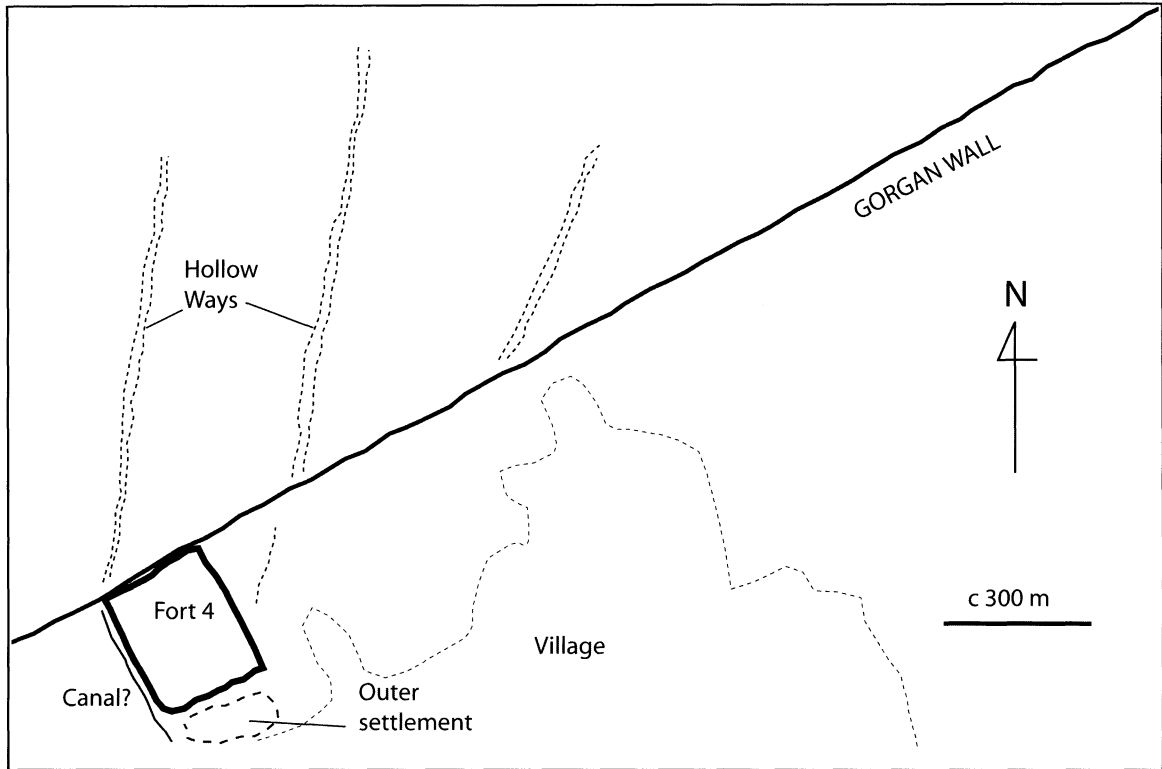 GORGAN WALL
Hollow
Ways
N
Fort 4
c 300 m
Village
Canal?
Outer
settlement